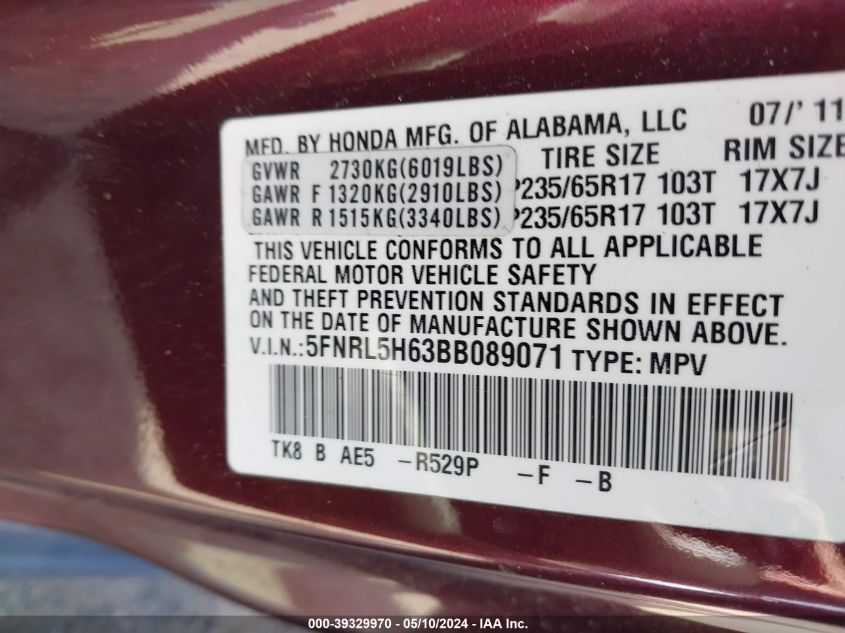 MFD. BY HONDA MFG. OF ALABAMA, LLC 07/' 11
TIRE SIZE RIM SIZE
GVWR 2730KG(6019LBS)
GAWR F 1320KG(2910LBS) P235/65R17 103T 17X7J
GAWR R 1515KG(3340LBS) P235/65R17 103T 17X7J
THIS VEHICLE CONFORMS TO ALL APPLICABLE
FEDERAL MOTOR VEHICLE SAFETY
AND THEFT PREVENTION STANDARDS IN EFFECT
ON THE DATE OF MANUFACTURE SHOWN ABOVE.
V.I.N.:5FNRL5H63BB089071 TYPE: MPV
TK8 B AE5 -R529P -F -B
000-39329970 - 05/10/2024 - IAA Inc.